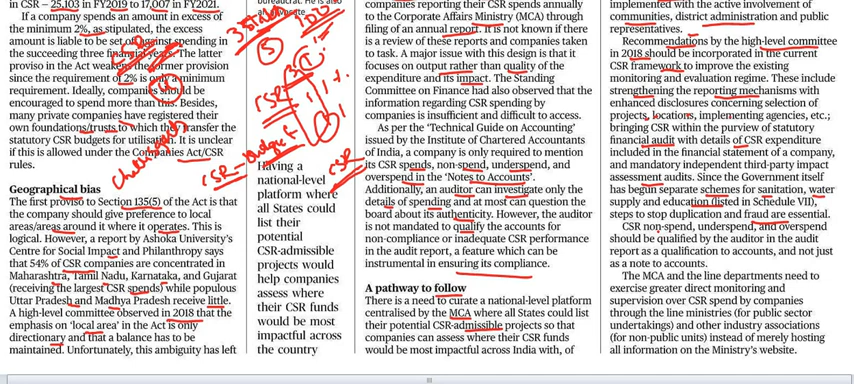 in CSR – 25,103 in FY2019 to 17,007 in FY2021.
If a company spends an amount in excess of
the minimum 2%, as stipulated, the excess
amount is liable to be set off against spending in
the succeeding three financial years. The latter
proviso in the Act weakens the former provision
since the requirement of 2% is only a minimum
requirement. Ideally, companies should be
encouraged to spend more than this. Besides,
many private companies have registered their
own foundations/trusts to which they transfer the
statutory CSR budgets for utilisation. It is unclear
if this is allowed under the Companies Act/CSR
rules.
Geographical bias
The first proviso to Section 135(5) of the Act is that
the company should give preference to local
areas/areas around it where it operates. This is
logical. However, a report by Ashoka University's
Centre for Social Impact and Philanthropy says
that 54% of CSR companies are concentrated in
Maharashtra, Tamil Nadu, Karnataka, and Gujarat
(receiving the largest CSR spends) while populous
Uttar Pradesh and Madhya Pradesh receive little.
A high-level committee observed in 2018 that the
emphasis on 'local area' in the Act is only
directionary and that a balance has to be
maintained. Unfortunately, this ambiguity has left
bureaucrat. He is also
3 States
CSR
CSR – Budget
CSR
Having a
national-level
platform where
all States could
list their
potential
CSR-admissible
projects would
help companies
assess where
their CSR funds
would be most
impactful across
the country
companies reporting their CSR spends annually
to the Corporate Affairs Ministry (MCA) through
filing of an annual report. It is not known if there
is a review of these reports and companies taken
to task. A major issue with this design is that it
focuses on output rather than quality of the
expenditure and its impact. The Standing
Committee on Finance had also observed that the
information regarding CSR spending by
companies is insufficient and difficult to access.
As per the 'Technical Guide on Accounting'
issued by the Institute of Chartered Accountants
of India, a company is only required to mention
its CSR spends, non-spend, underspend, and
overspend in the 'Notes to Accounts'.
Additionally, an auditor can investigate only the
details of spending and at most can question the
board about its authenticity. However, the auditor
is not mandated to qualify the accounts for
non-compliance or inadequate CSR performance
in the audit report, a feature which can be
instrumental in ensuring its compliance.
A pathway to follow
There is a need to curate a national-level platform
centralised by the MCA where all States could list
their potential CSR-admissible projects so that
companies can assess where their CSR funds
would be most impactful across India with, of
implemented with the active involvement of
communities, district administration and public
representatives.
Recommendations by the high-level committee
in 2018 should be incorporated in the current
CSR framework to improve the existing
monitoring and evaluation regime. These include
strengthening the reporting mechanisms with
enhanced disclosures concerning selection of
projects, locations, implementing agencies, etc.;
bringing CSR within the purview of statutory
financial audit with details of CSR expenditure
included in the financial statement of a company,
and mandatory independent third-party impact
assessment audits. Since the Government itself
has begun separate schemes for sanitation, water
supply and education (listed in Schedule VII),
steps to stop duplication and fraud are essential.
CSR non-spend, underspend, and overspend
should be qualified by the auditor in the audit
report as a qualification to accounts, and not just
as a note to accounts.
The MCA and the line departments need to
exercise greater direct monitoring and
supervision over CSR spend by companies
through the line ministries (for public sector
undertakings) and other industry associations
(for non-public units) instead of merely hosting
all information on the Ministry's website.